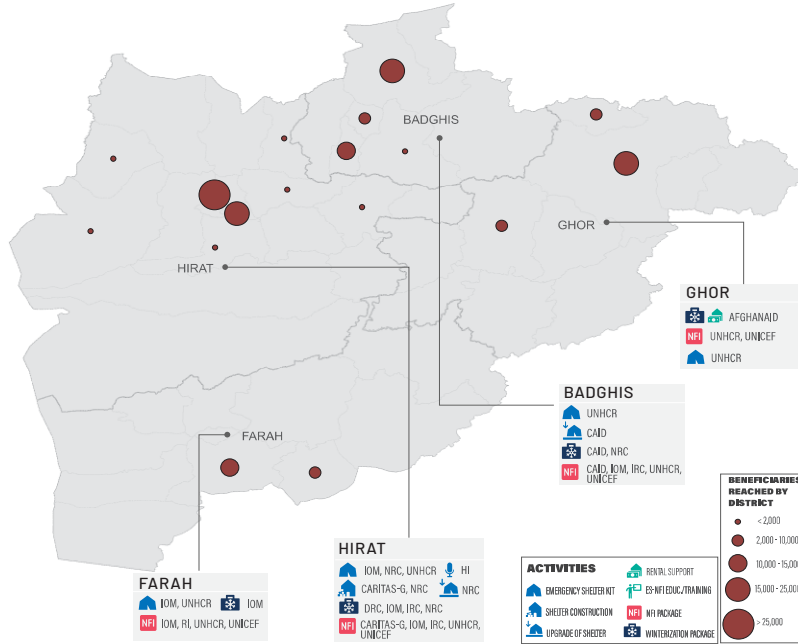 BADGHIS
GHOR
HIRAT
FARAH
GHOR
AFGHANAID
NFI UNHCR, UNICEF
UNHCR
BADGHIS
UNHCR
CAID
CAID, NRC
NFI CAID, IOM, IRC, UNHCR,
UNICEF
HIRAT
IOM, NRC, UNHCR HI
CARITAS-G, NRC NRC
DRC, IOM, IRC, NRC
NFI CARITAS-G, IOM, IRC, UNHCR,
UNICEF
FARAH
IOM, UNHCR IOM
NFI IOM, RI, UNHCR, UNICEF
ACTIVITIES
EMERGENCY SHELTER KIT
SHELTER CONSTRUCTION
UPGRADE OF SHELTER
RENTAL SUPPORT
ES-NFI EDUC./TRAINING
NFI NFI PACKAGE
WINTERIZATION PACKAGE
BENEFICIARIES
REACHED BY
DISTRICT
< 2,000
2,000 - 10,000
10,000 - 15,000
15,000 - 25,000
> 25,000